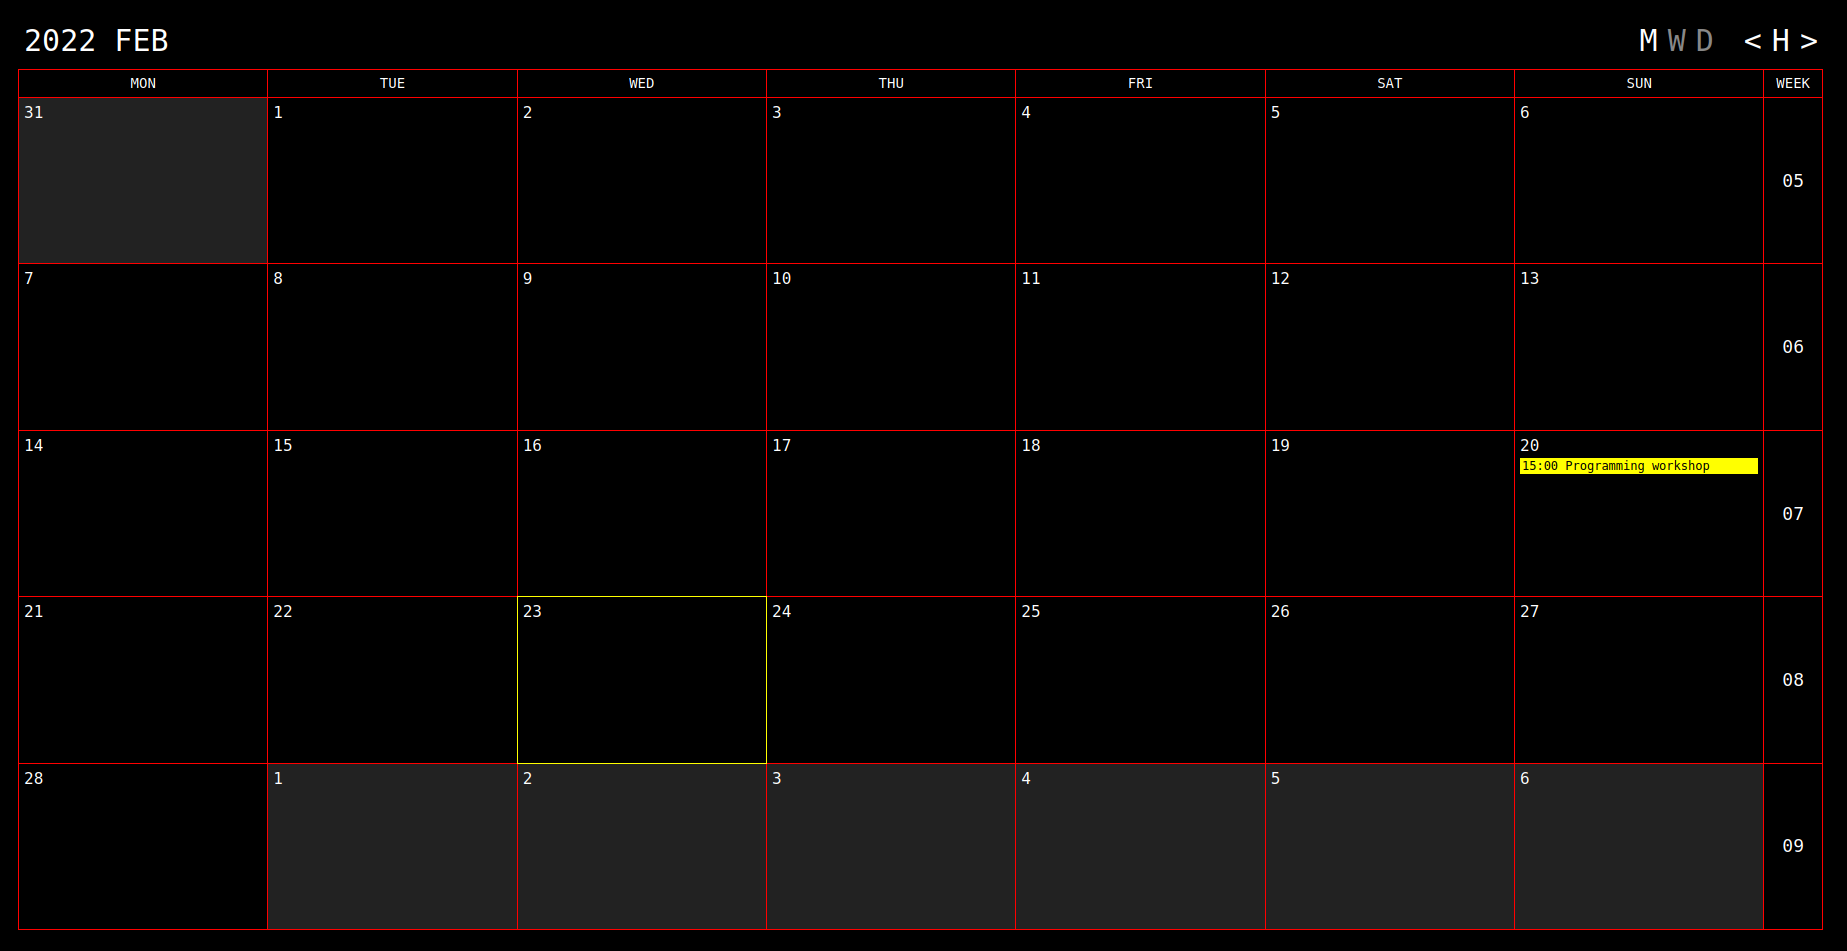 2022 FEB M W D < H >
MON TUE WED THU FRI SAT SUN WEEK
31 1 2 3 4 5 6
05
7 8 9 10 11 12 13
06
14 15 16 17 18 19 20
15:00 Programming workshop
07
21 22 23 24 25 26 27
08
28 1 2 3 4 5 6
09